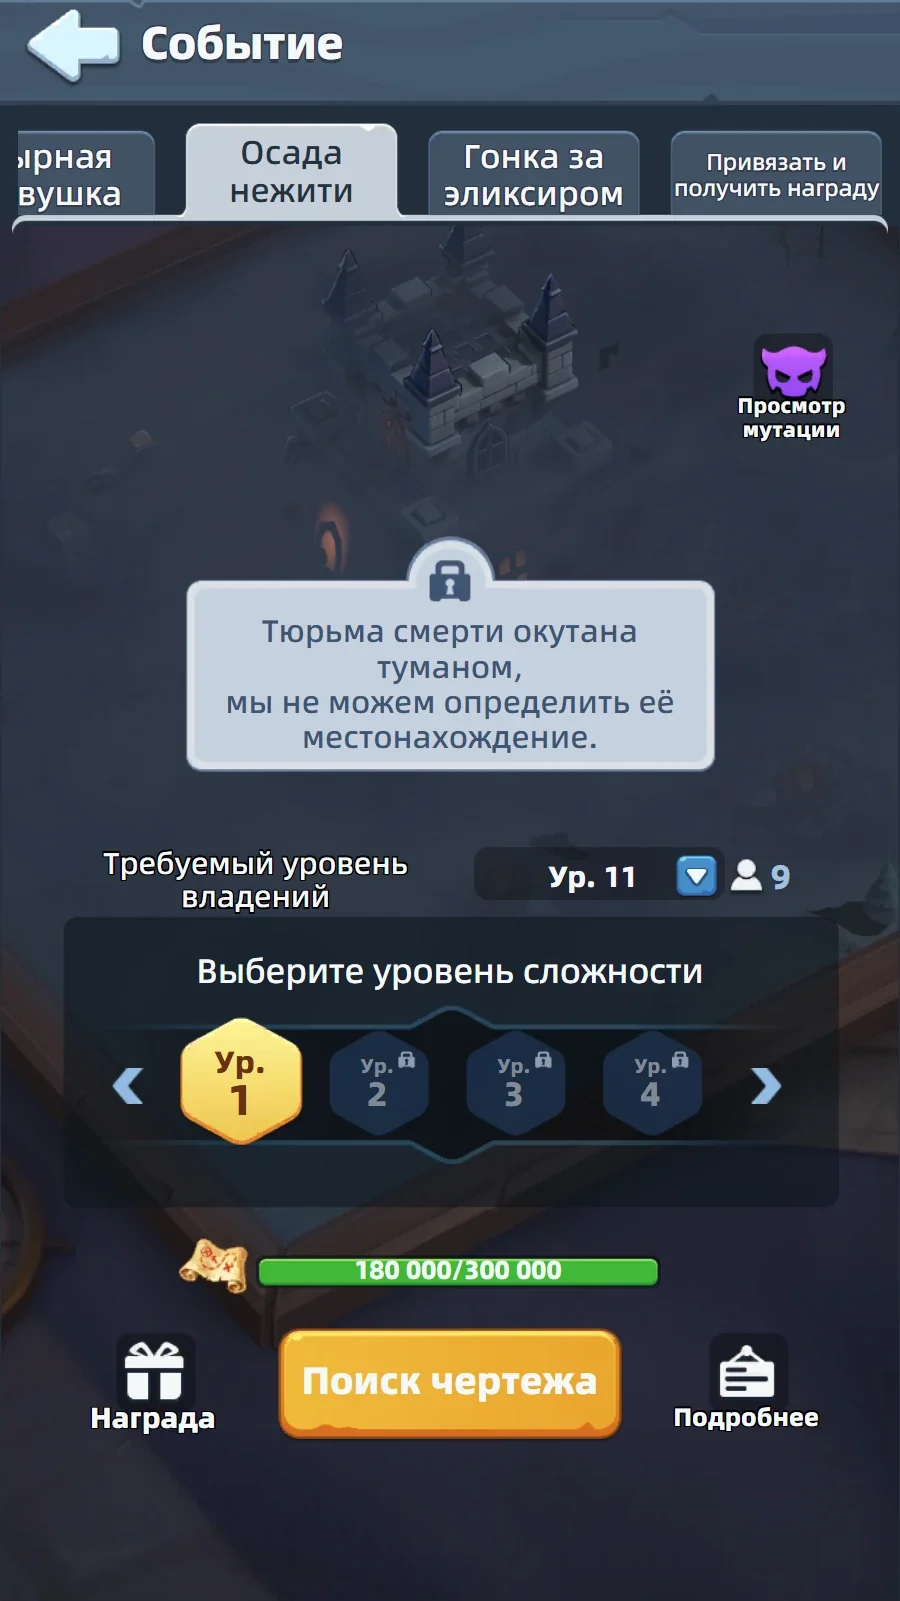 Событие
ырная
вушка
Осада
нежити
Гонка за
эликсиром
Привязать и
получить награду
Просмотр
мутации
Тюрьма смерти окутана
туманом,
мы не можем определить её
местонахождение.
Требуемый уровень
владений
Ур. 11
9
Выберите уровень сложности
Ур.
1
Ур.
2
Ур.
3
Ур.
4
180 000/300 000
Награда
Поиск чертежа
Подробнее